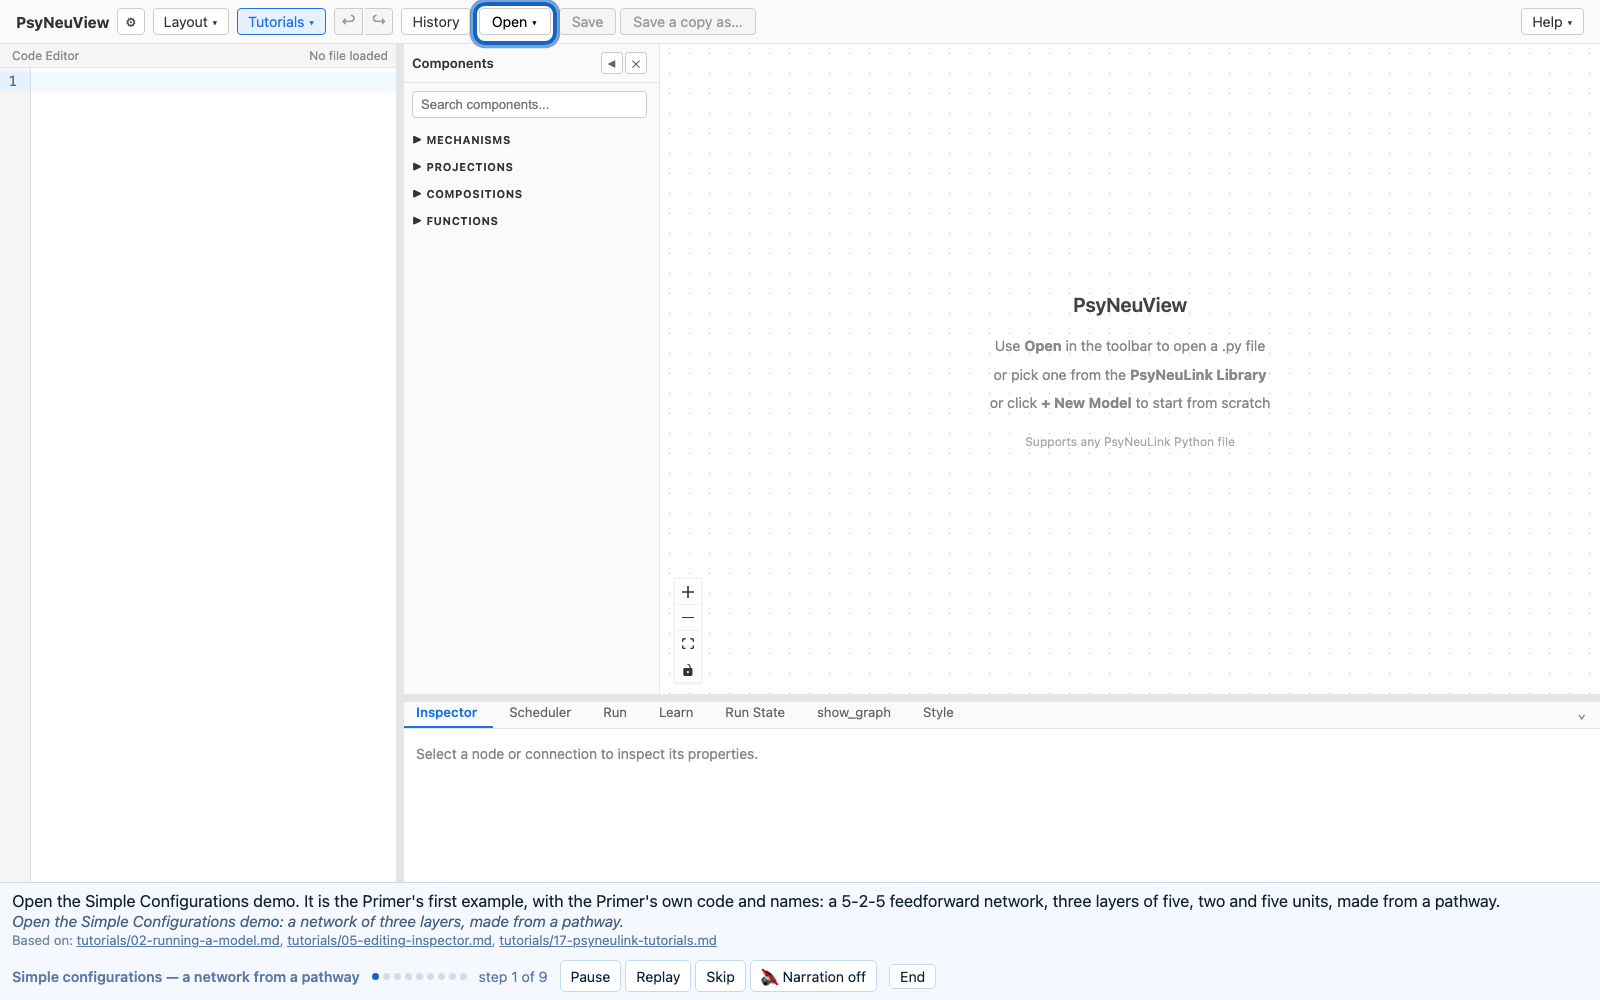 PsyNeuView
Layout ▾
Tutorials ▾
History
Open ▾
Save
Save a copy as...
Help ▾
Code Editor
No file loaded
1
Components
Search components...
MECHANISMS
PROJECTIONS
COMPOSITIONS
FUNCTIONS
PsyNeuView
Use Open in the toolbar to open a .py file
or pick one from the PsyNeuLink Library
or click + New Model to start from scratch
Supports any PsyNeuLink Python file
Inspector
Scheduler
Run
Learn
Run State
show_graph
Style
Select a node or connection to inspect its properties.
Open the Simple Configurations demo. It is the Primer's first example, with the Primer's own code and names: a 5-2-5 feedforward network, three layers of five, two and five units, made from a pathway.
Open the Simple Configurations demo: a network of three layers, made from a pathway.
Based on: tutorials/02-running-a-model.md, tutorials/05-editing-inspector.md, tutorials/17-psyneulink-tutorials.md
Simple configurations — a network from a pathway
step 1 of 9
Pause
Replay
Skip
Narration off
End